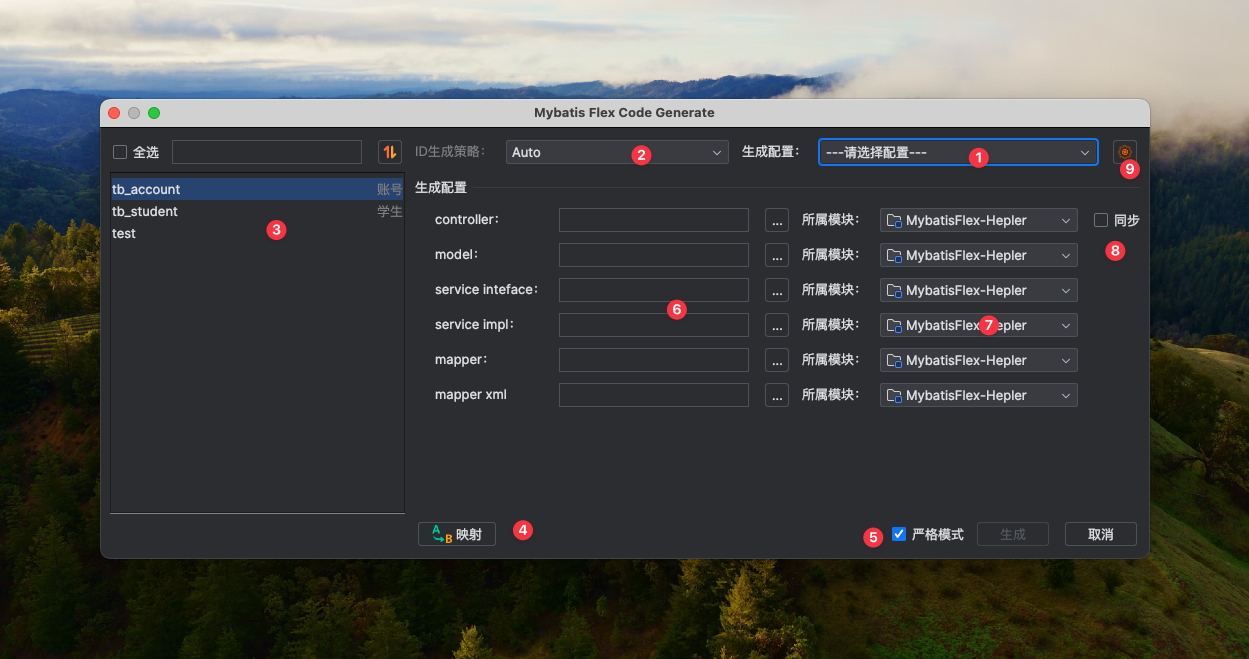 Mybatis Flex Code Generate
全选
ID生成策略: Auto 2 生成配置: ---请选择配置--- 1
9
tb_account 账号
tb_student 学生
test
3
生成配置
controller: ... 所属模块: MybatisFlex-Hepler 同步
8
model: ... 所属模块: MybatisFlex-Hepler
service inteface: ... 所属模块: MybatisFlex-Hepler
6
service impl: ... 所属模块: MybatisFlex-Hepler 7
mapper: ... 所属模块: MybatisFlex-Hepler
mapper xml ... 所属模块: MybatisFlex-Hepler
A B 映射 4 5 严格模式 生成 取消